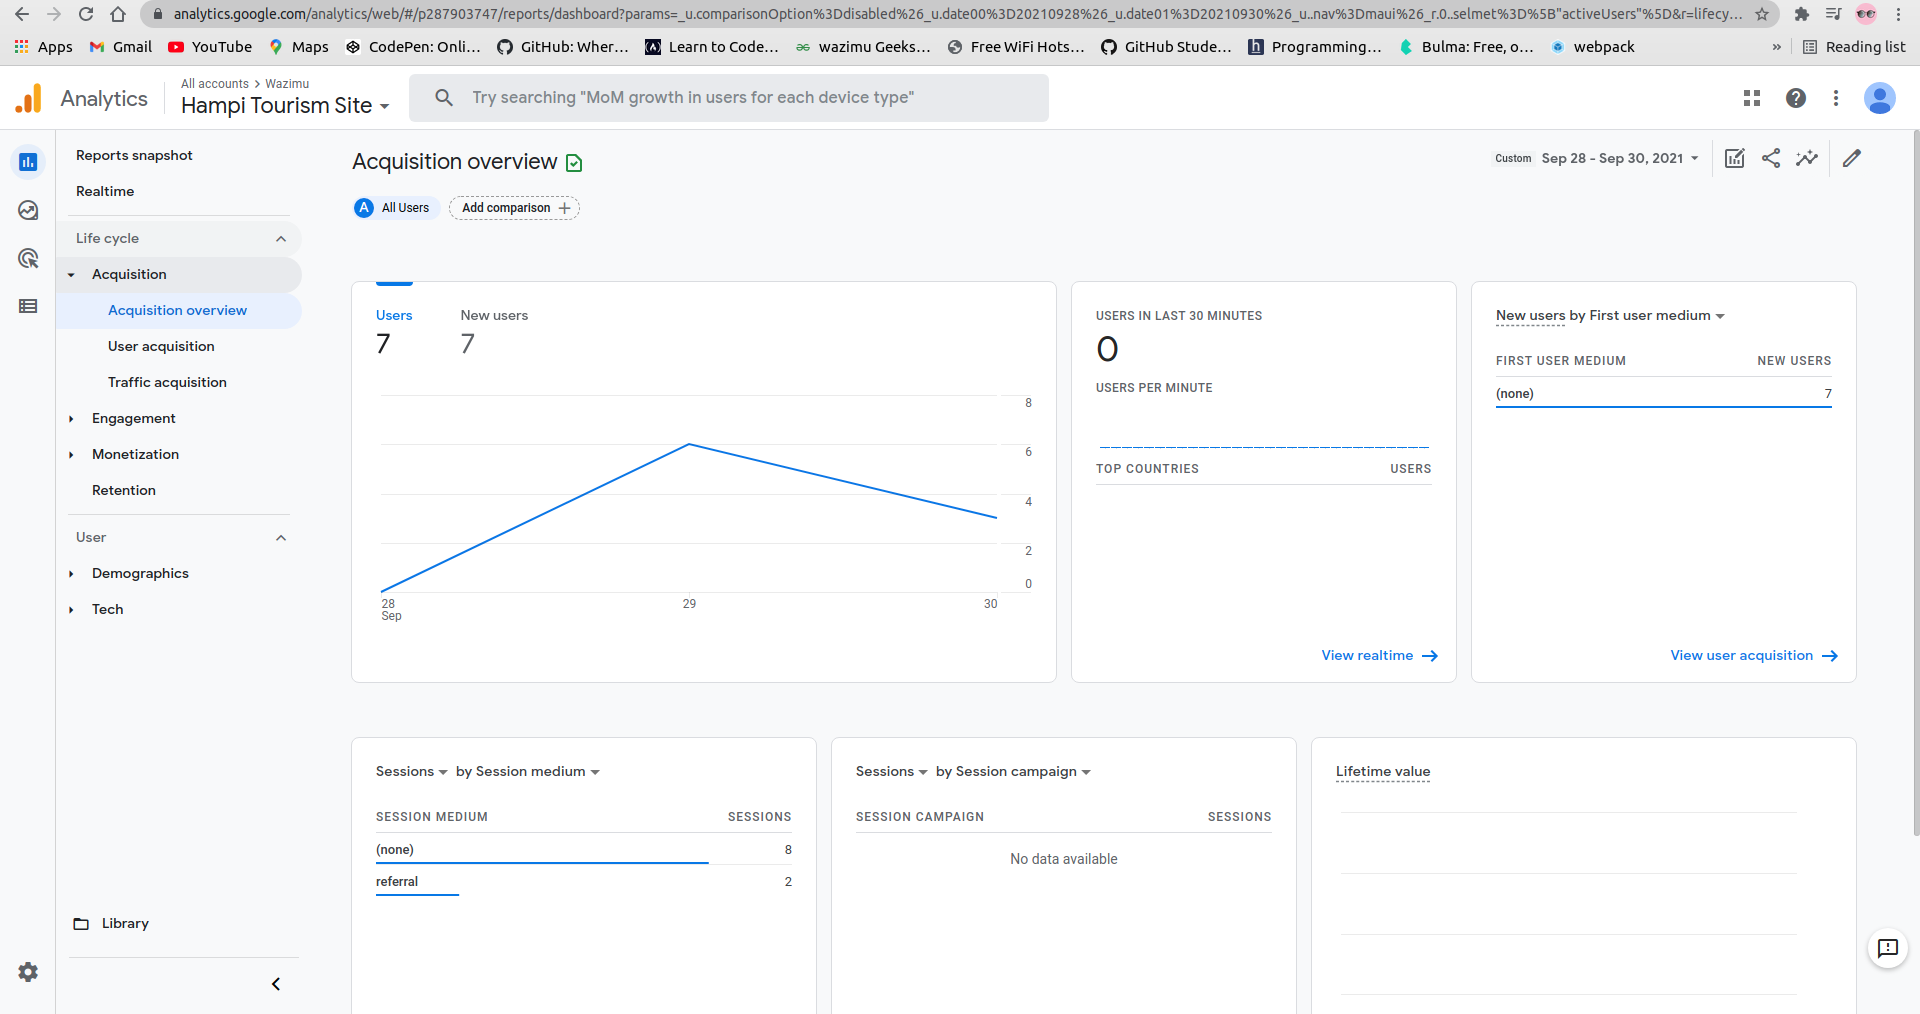 analytics.google.com/analytics/web/#/p287903747/reports/dashboard?params=_u.comparisonOption%3Ddisabled%26_u.date00%3D20210928%26_u.date01%3D20210930%26_u..nav%3Dmaui%26_r.0..selmet%3D%5B"activeUsers"%5D&r=lifecy...
Apps Gmail YouTube Maps CodePen: Onli... GitHub: Wher... Learn to Code... wazimu Geeks... Free WiFi Hots... GitHub Stude... Programming... Bulma: Free, o... webpack » Reading list
All accounts > Wazimu
Analytics Hampi Tourism Site
Try searching "MoM growth in users for each device type"
Reports snapshot
Realtime
Life cycle
Acquisition
Acquisition overview
User acquisition
Traffic acquisition
Engagement
Monetization
Retention
User
Demographics
Tech
Library
Acquisition overview
Custom Sep 28 - Sep 30, 2021
A All Users Add comparison +
Users New users
7 7
8
6
4
2
0
28 29 30
Sep
USERS IN LAST 30 MINUTES
0
USERS PER MINUTE
TOP COUNTRIES USERS
View realtime
New users by First user medium
FIRST USER MEDIUM NEW USERS
(none) 7
View user acquisition
Sessions by Session medium
SESSION MEDIUM SESSIONS
(none) 8
referral 2
Sessions by Session campaign
SESSION CAMPAIGN SESSIONS
No data available
Lifetime value